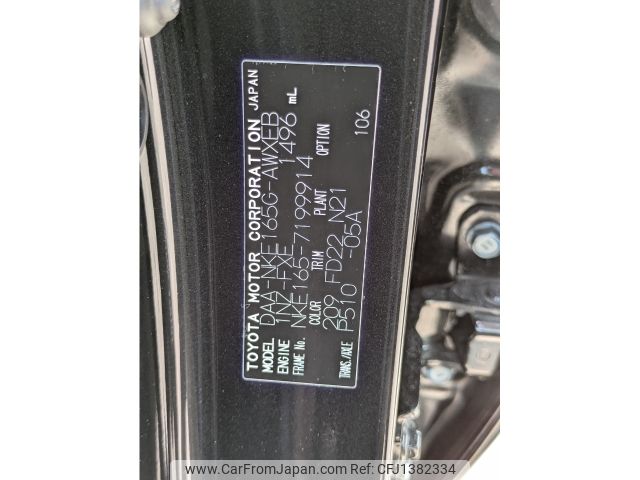 TOYOTA MOTOR CORPORATION JAPAN
MODEL DAA-NKE165G-AWXEB
ENGINE 1NZ-FXE 1496 mL
FRAME No. NKE165-7199914
COLOR TRIM PLANT OPTION
209 FD22 N21 106
TRANS./AXLE P510 -05A
www.CarFromJapan.com - CFJ1382334